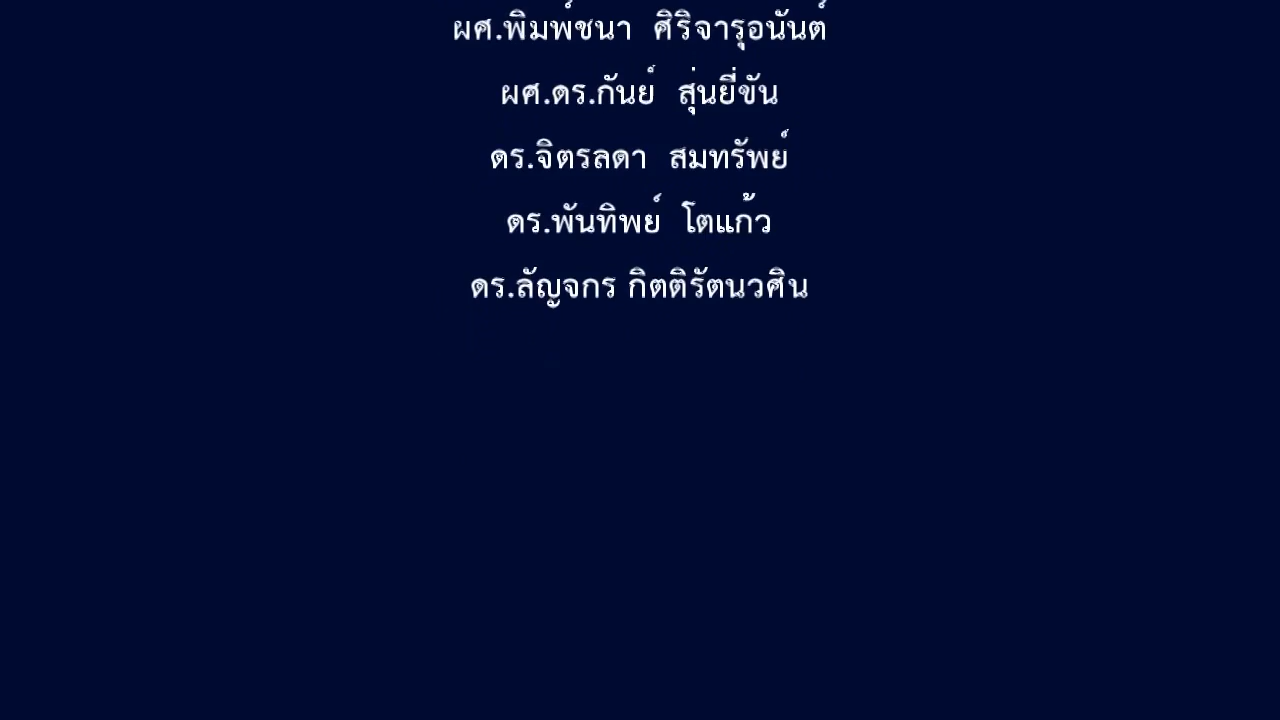 ผศ.พิมพ์ชนา ศิริจารุอนันต์
ผศ.ดร.กันย์ สุ่นยี่ขัน
ดร.จิตรลดา สมทรัพย์
ดร.พันทิพย์ โตแก้ว
ดร.ลัญจกร กิตติรัตนวศิน